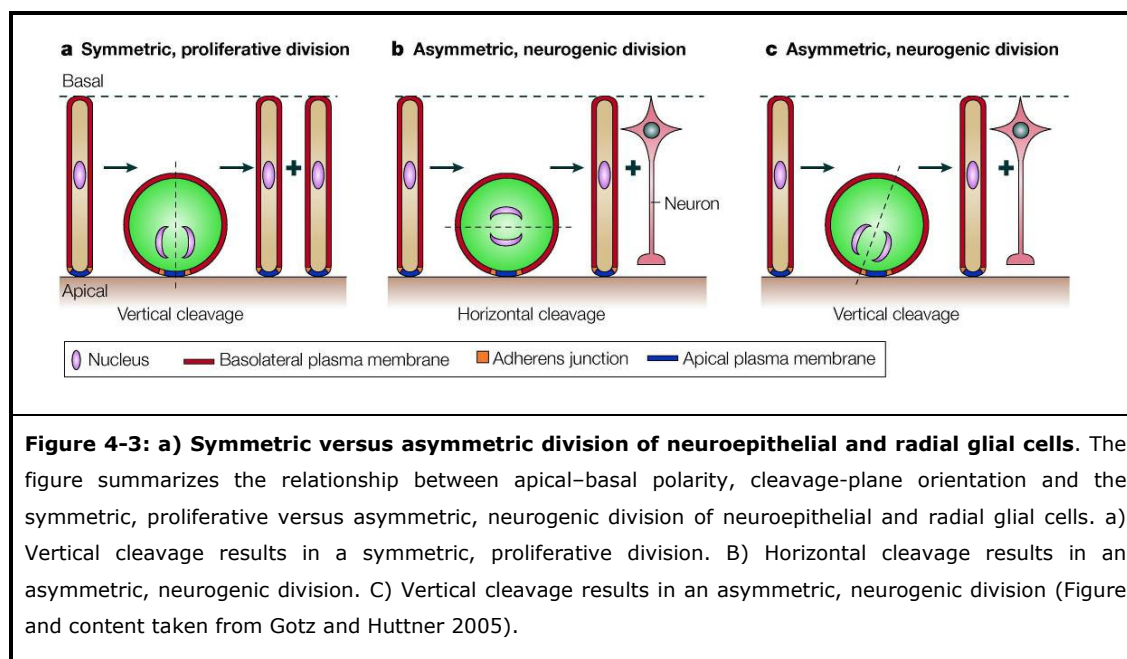 a Symmetric, proliferative division
b Asymmetric, neurogenic division
c Asymmetric, neurogenic division
Basal
Neuron
Apical
Vertical cleavage
Horizontal cleavage
Vertical cleavage
Nucleus
Basolateral plasma membrane
Adherens junction
Apical plasma membrane
Figure 4-3: a) Symmetric versus asymmetric division of neuroepithelial and radial glial cells. The
figure summarizes the relationship between apical–basal polarity, cleavage-plane orientation and the
symmetric, proliferative versus asymmetric, neurogenic division of neuroepithelial and radial glial cells. a)
Vertical cleavage results in a symmetric, proliferative division. B) Horizontal cleavage results in an
asymmetric, neurogenic division. C) Vertical cleavage results in an asymmetric, neurogenic division (Figure
and content taken from Gotz and Huttner 2005).